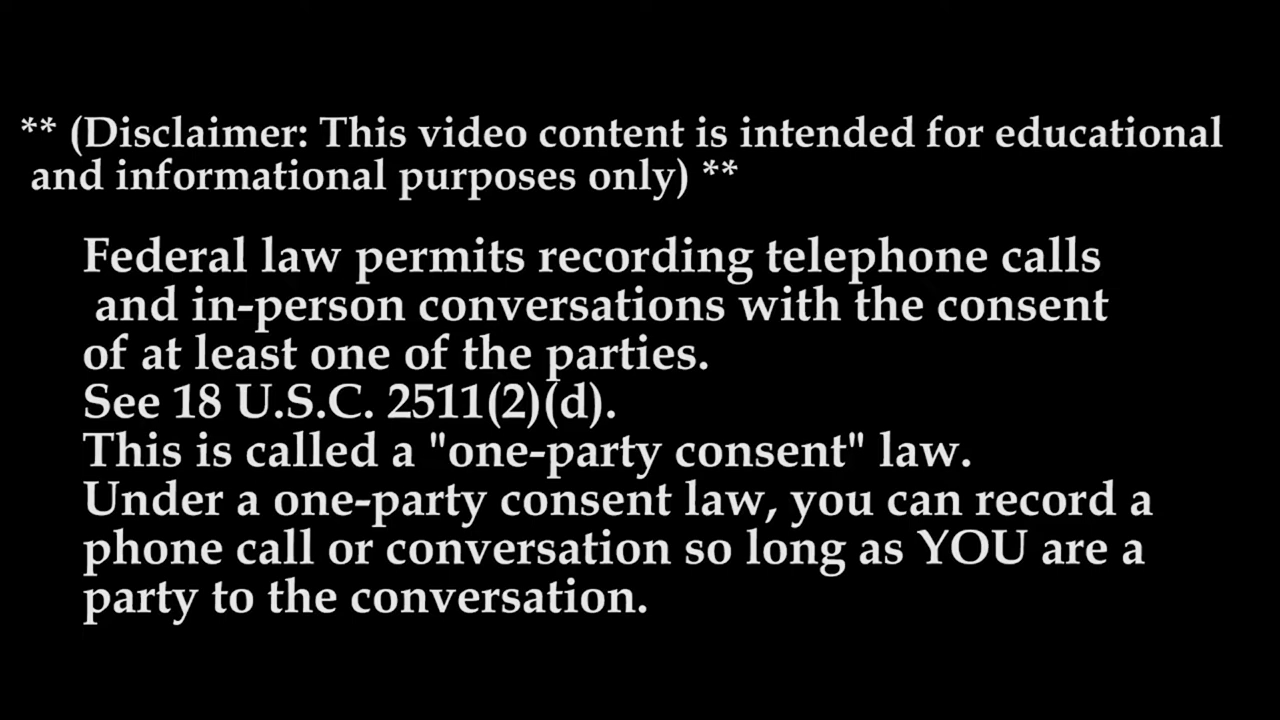 ** (Disclaimer: This video content is intended for educational
and informational purposes only) **
Federal law permits recording telephone calls
and in-person conversations with the consent
of at least one of the parties.
See 18 U.S.C. 2511(2)(d).
This is called a "one-party consent" law.
Under a one-party consent law, you can record a
phone call or conversation so long as YOU are a
party to the conversation.